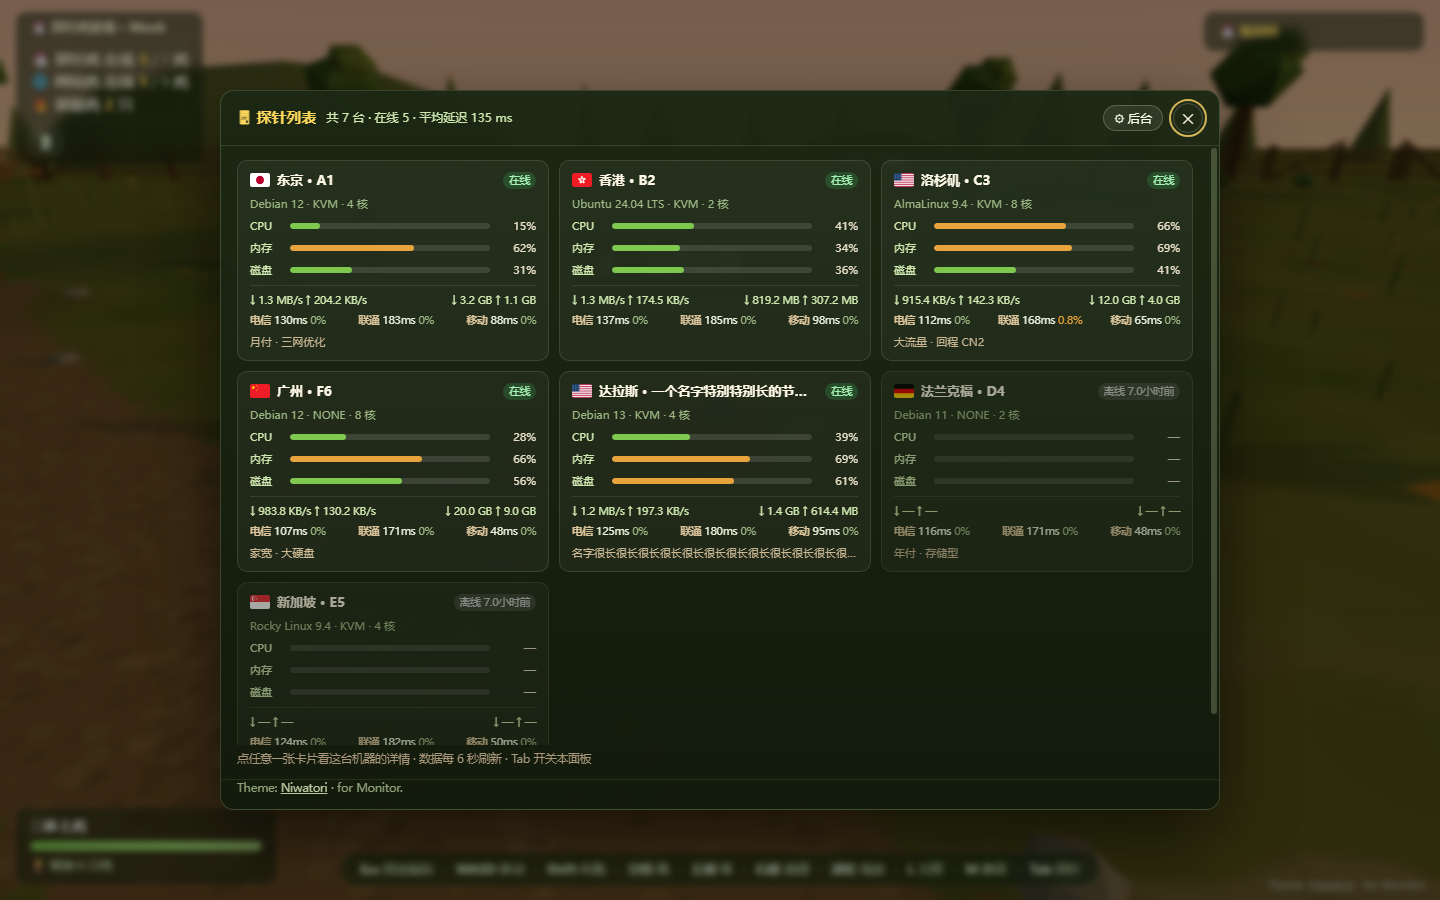 探针列表 共 7 台 · 在线 5 · 平均延迟 135 ms
⚙ 后台
东京 • A1 在线
Debian 12 · KVM · 4 核
CPU 15%
内存 62%
磁盘 31%
↓ 1.3 MB/s ↑ 204.2 KB/s ↓ 3.2 GB ↑ 1.1 GB
电信 130ms 0% 联通 183ms 0% 移动 88ms 0%
月付 · 三网优化
香港 • B2 在线
Ubuntu 24.04 LTS · KVM · 2 核
CPU 41%
内存 34%
磁盘 36%
↓ 1.3 MB/s ↑ 174.5 KB/s ↓ 819.2 MB ↑ 307.2 MB
电信 137ms 0% 联通 185ms 0% 移动 98ms 0%
洛杉矶 • C3 在线
AlmaLinux 9.4 · KVM · 8 核
CPU 66%
内存 69%
磁盘 41%
↓ 915.4 KB/s ↑ 142.3 KB/s ↓ 12.0 GB ↑ 4.0 GB
电信 112ms 0% 联通 168ms 0.8% 移动 65ms 0%
大流量 · 回程 CN2
广州 • F6 在线
Debian 12 · NONE · 8 核
CPU 28%
内存 66%
磁盘 56%
↓ 983.8 KB/s ↑ 130.2 KB/s ↓ 20.0 GB ↑ 9.0 GB
电信 107ms 0% 联通 171ms 0% 移动 48ms 0%
家宽 · 大硬盘
达拉斯 • 一个名字特别特别长的节... 在线
Debian 13 · KVM · 4 核
CPU 39%
内存 69%
磁盘 61%
↓ 1.2 MB/s ↑ 197.3 KB/s ↓ 1.4 GB ↑ 614.4 MB
电信 125ms 0% 联通 180ms 0% 移动 95ms 0%
名字很长很长很长很长很长很长很长很长很长很长很长很...
法兰克福 • D4 离线 7.0小时前
Debian 11 · NONE · 2 核
CPU —
内存 —
磁盘 —
↓ — ↑ — ↓ — ↑ —
电信 116ms 0% 联通 171ms 0% 移动 48ms 0%
年付 · 存储型
新加坡 • E5 离线 7.0小时前
Rocky Linux 9.4 · KVM · 4 核
CPU —
内存 —
磁盘 —
↓ — ↑ — ↓ — ↑ —
电信 124ms 0% 联通 182ms 0% 移动 50ms 0%
点任意一张卡片看这台机器的详情 · 数据每 6 秒刷新 · Tab 开关本面板
Theme: Niwatori · for Monitor.